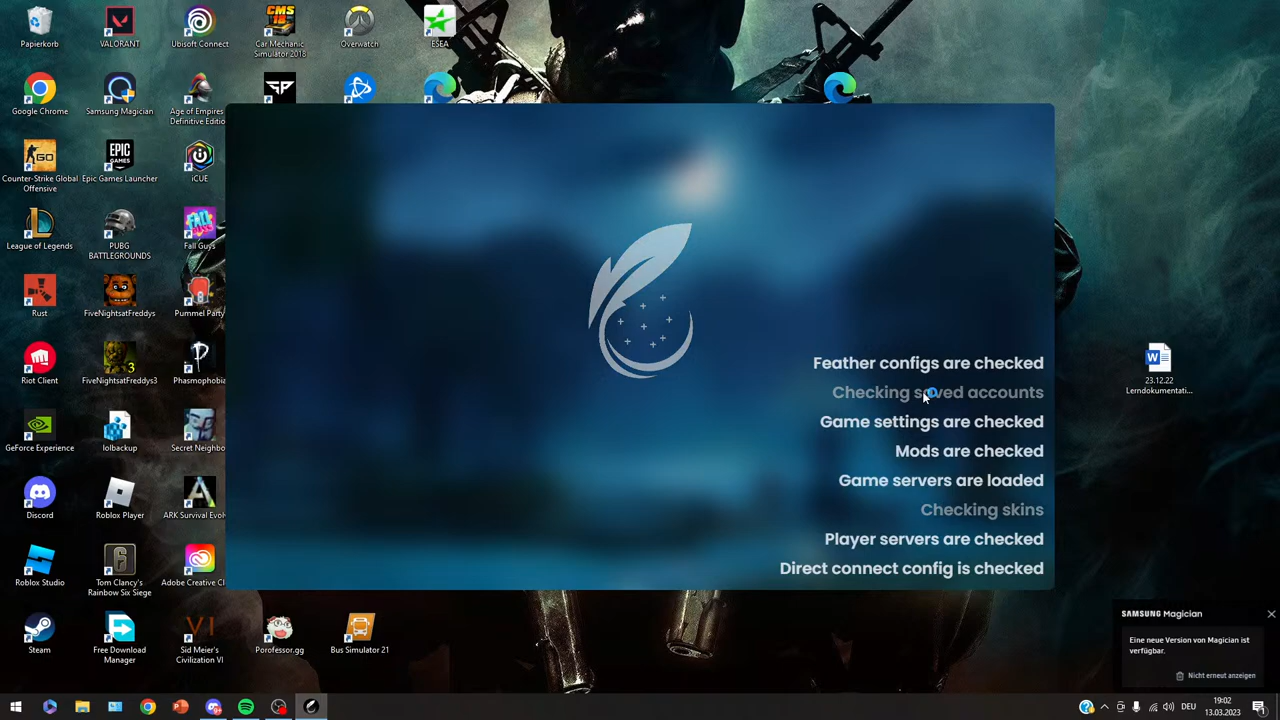 Papierkorb
VALORANT
Ubisoft Connect
Car Mechanic
Simulator 2018
Overwatch
ESEA
Google Chrome
Samsung Magician
Age of Empires
Definitive Editio
Counter-Strike Global
Offensive
Epic Games Launcher
iCUE
League of Legends
PUBG
BATTLEGROUNDS
Fall Guys
Rust
FiveNightsatFreddys
Pummel Party
Riot Client
FiveNightsatFreddys3
Phasmophobia
GeForce Experience
lolbackup
Secret Neighbo
Discord
Roblox Player
ARK Survival Evol
Roblox Studio
Tom Clancy's
Rainbow Six Siege
Adobe Creative Cl
Steam
Free Download
Manager
Sid Meier's
Civilization VI
Porofessor.gg
Bus Simulator 21
Feather configs are checked
Checking saved accounts
Game settings are checked
Mods are checked
Game servers are loaded
Checking skins
Player servers are checked
Direct connect config is checked
23.12.22
Lerndokumentati...
SAMSUNG Magician
Eine neue Version von Magician ist
verfügbar.
Nicht erneut anzeigen
DEU
19:02
13.03.2023